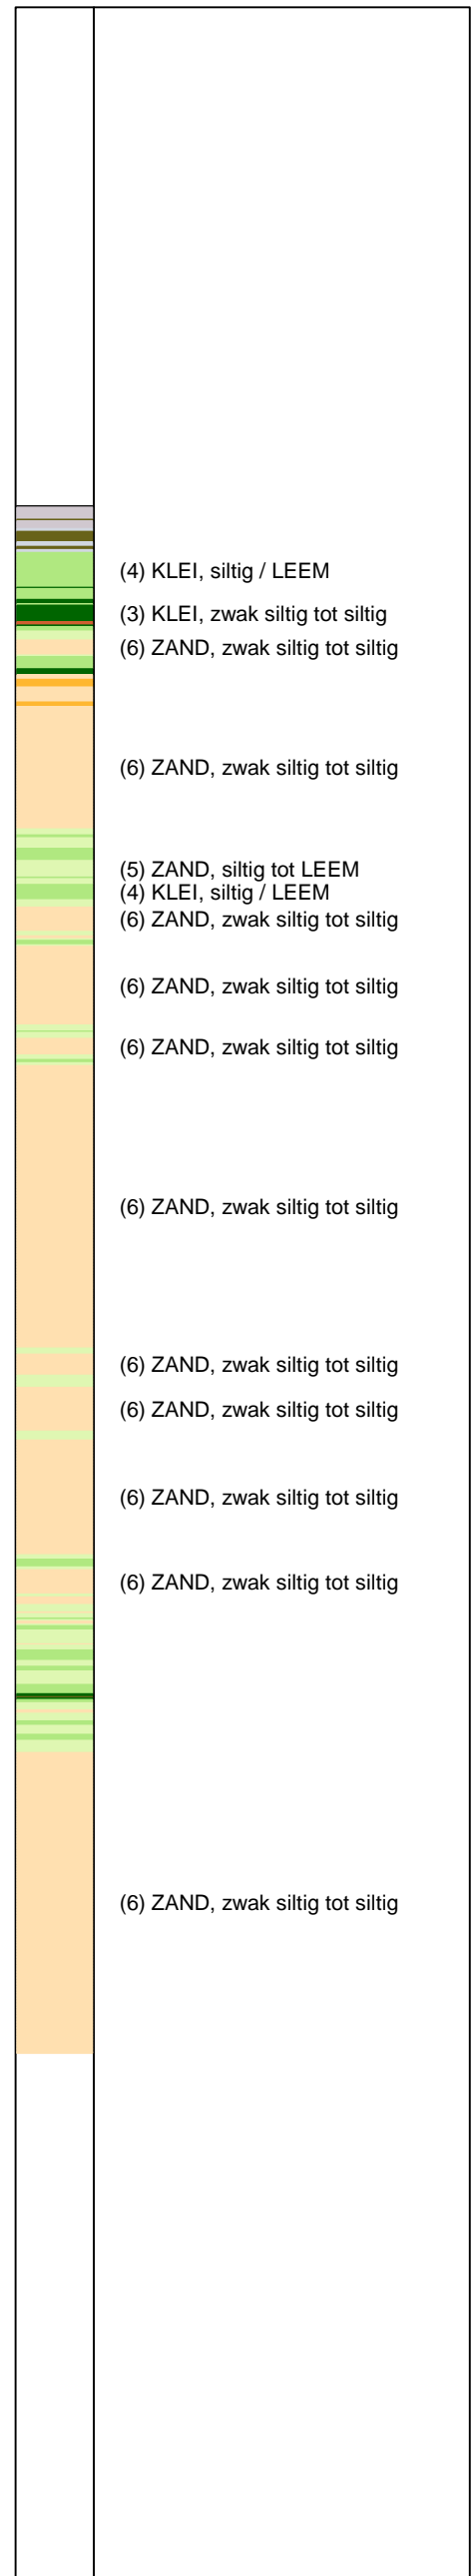 (4) KLEI, siltig / LEEM
(3) KLEI, zwak siltig tot siltig
(6) ZAND, zwak siltig tot siltig
(6) ZAND, zwak siltig tot siltig
(5) ZAND, siltig tot LEEM
(4) KLEI, siltig / LEEM
(6) ZAND, zwak siltig tot siltig
(6) ZAND, zwak siltig tot siltig
(6) ZAND, zwak siltig tot siltig
(6) ZAND, zwak siltig tot siltig
(6) ZAND, zwak siltig tot siltig
(6) ZAND, zwak siltig tot siltig
(6) ZAND, zwak siltig tot siltig
(6) ZAND, zwak siltig tot siltig
(6) ZAND, zwak siltig tot siltig